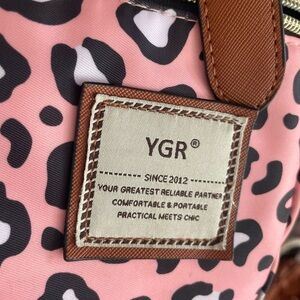 YGR®
SINCE 2012
YOUR GREATEST RELIABLE PARTNER
COMFORTABLE & PORTABLE
PRACTICAL MEETS CHIC